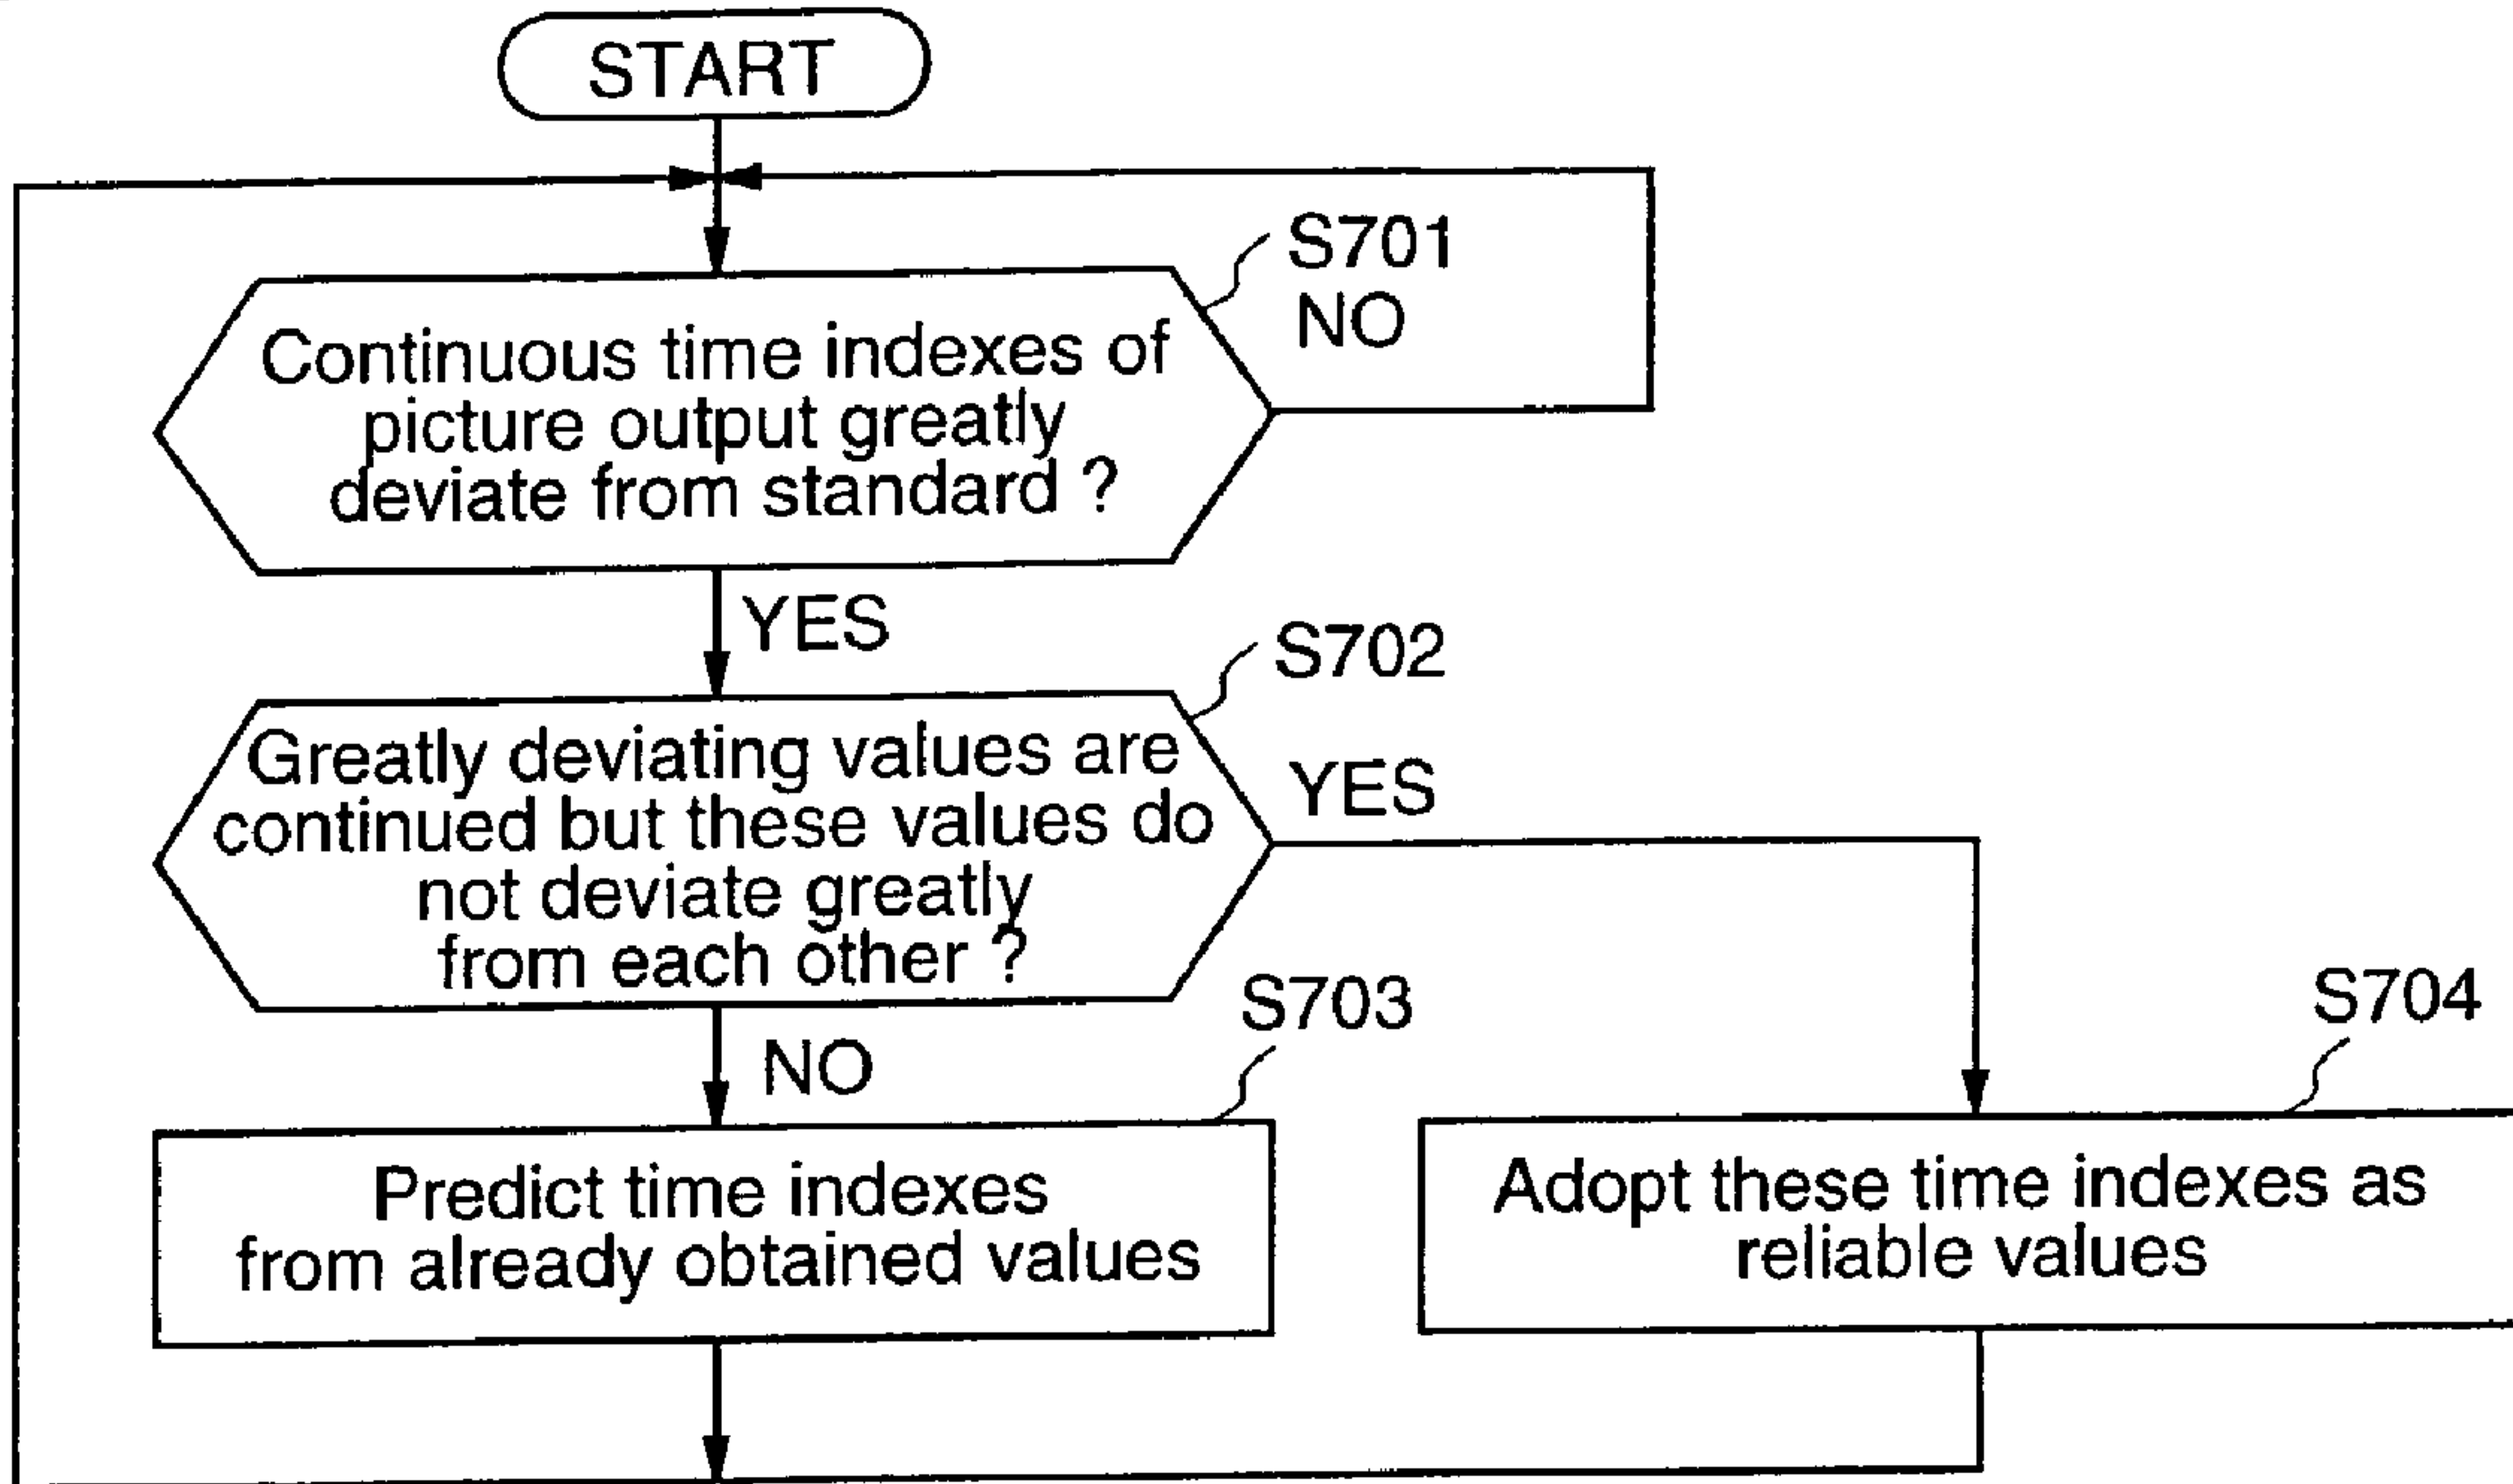 START
S701
NO
Continuous time indexes of
picture output greatly
deviate from standard ?
YES
S702
Greatly deviating values are
continued but these values do
not deviate greatly
from each other ?
YES
S703
S704
NO
Predict time indexes
from already obtained values
Adopt these time indexes as
reliable values